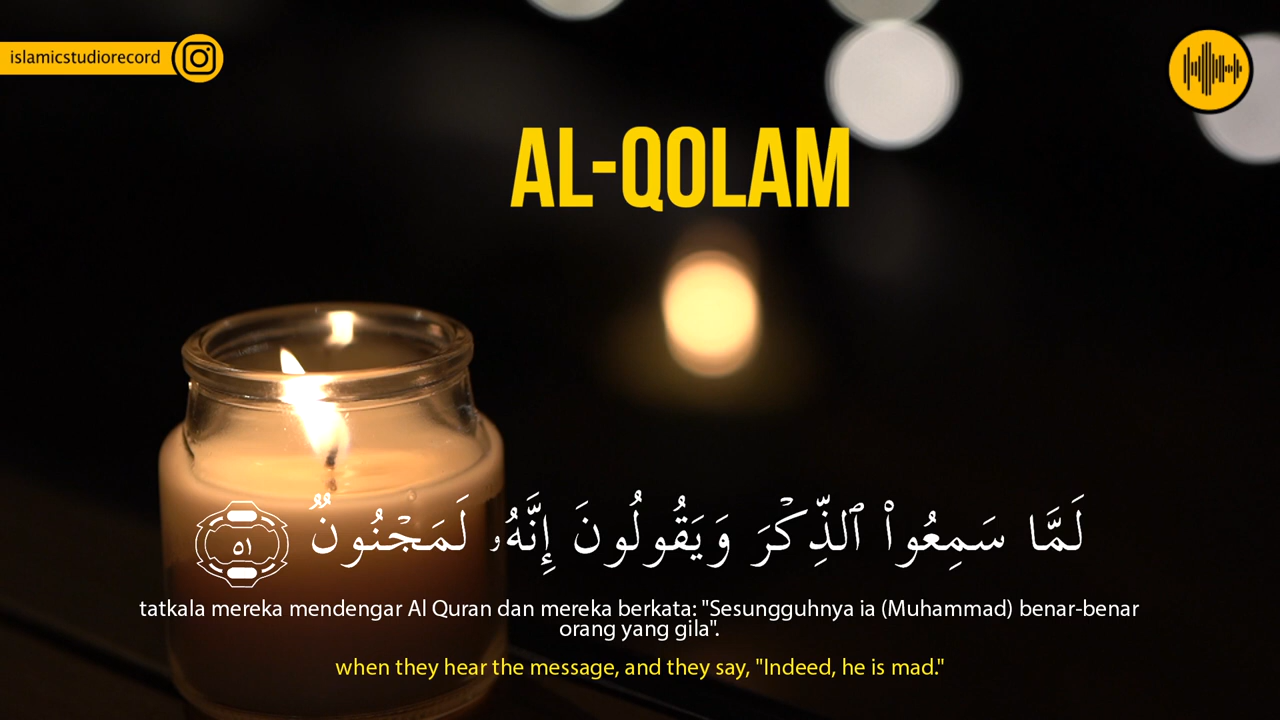 islamicstudiorecord
AL-QOLAM
لَمَّا سَمِعُوا۟ ٱلذِّكْرَ وَيَقُولُونَ إِنَّهُۥ لَمَجْنُونٌ ٥١
tatkala mereka mendengar Al Quran dan mereka berkata: "Sesungguhnya ia (Muhammad) benar-benar
orang yang gila".
when they hear the message, and they say, "Indeed, he is mad."